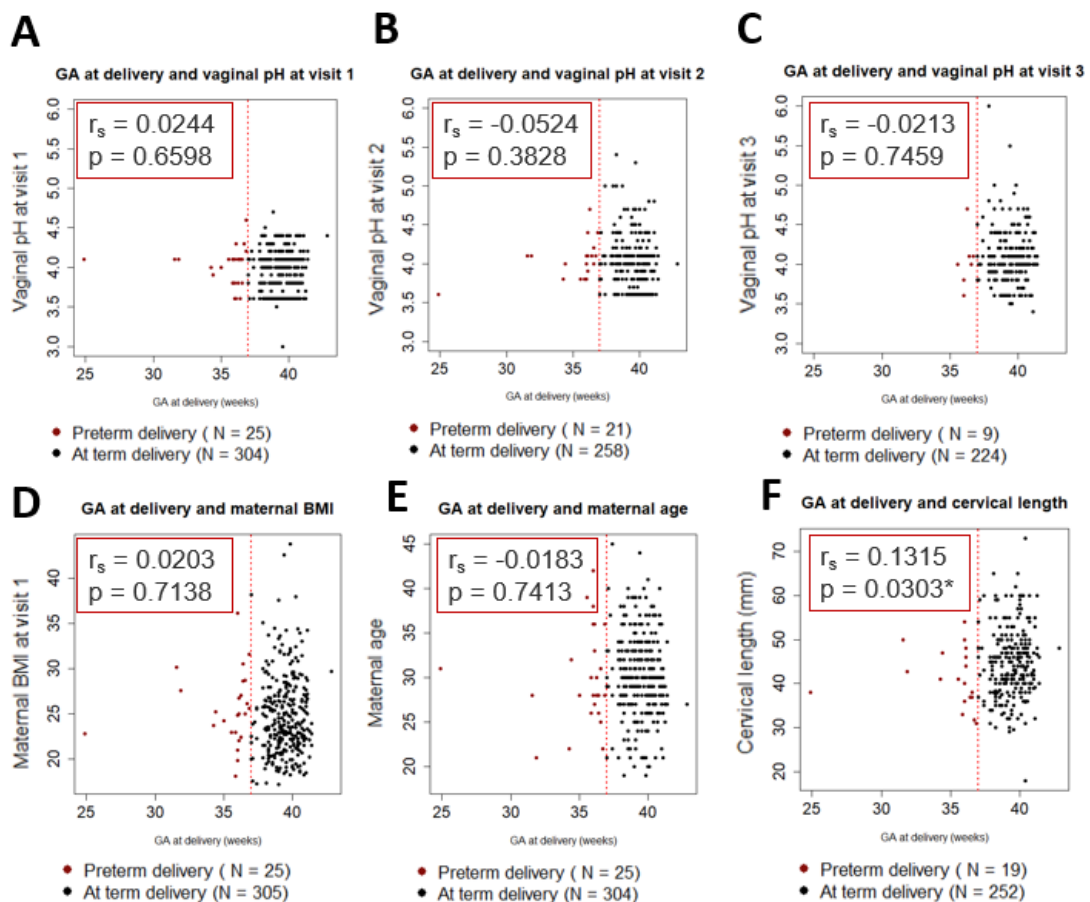 A
GA at delivery and vaginal pH at visit 1
rs = 0.0244
p = 0.6598
Vaginal pH at visit 1
6.0
5.5
5.0
4.5
4.0
3.5
3.0
25
30
35
40
GA at delivery (weeks)
Preterm delivery ( N = 25)
At term delivery (N = 304)
B
GA at delivery and vaginal pH at visit 2
rs = -0.0524
p = 0.3828
Vaginal pH at visit 2
6.0
5.5
5.0
4.5
4.0
3.5
3.0
25
30
35
40
GA at delivery (weeks)
Preterm delivery ( N = 21)
At term delivery (N = 258)
C
GA at delivery and vaginal pH at visit 3
rs = -0.0213
p = 0.7459
Vaginal pH at visit 3
6.0
5.5
5.0
4.5
4.0
3.5
3.0
25
30
35
40
GA at delivery (weeks)
Preterm delivery ( N = 9)
At term delivery (N = 224)
D
GA at delivery and maternal BMI
rs = 0.0203
p = 0.7138
Maternal BMI at visit 1
40
35
30
25
20
25
30
35
40
GA at delivery (weeks)
Preterm delivery ( N = 25)
At term delivery (N = 305)
E
GA at delivery and maternal age
rs = -0.0183
p = 0.7413
Maternal age
45
40
35
30
25
20
25
30
35
40
GA at delivery (weeks)
Preterm delivery ( N = 25)
At term delivery (N = 304)
F
GA at delivery and cervical length
rs = 0.1315
p = 0.0303*
Cervical length (mm)
70
60
50
40
30
20
25
30
35
40
GA at delivery (weeks)
Preterm delivery ( N = 19)
At term delivery (N = 252)